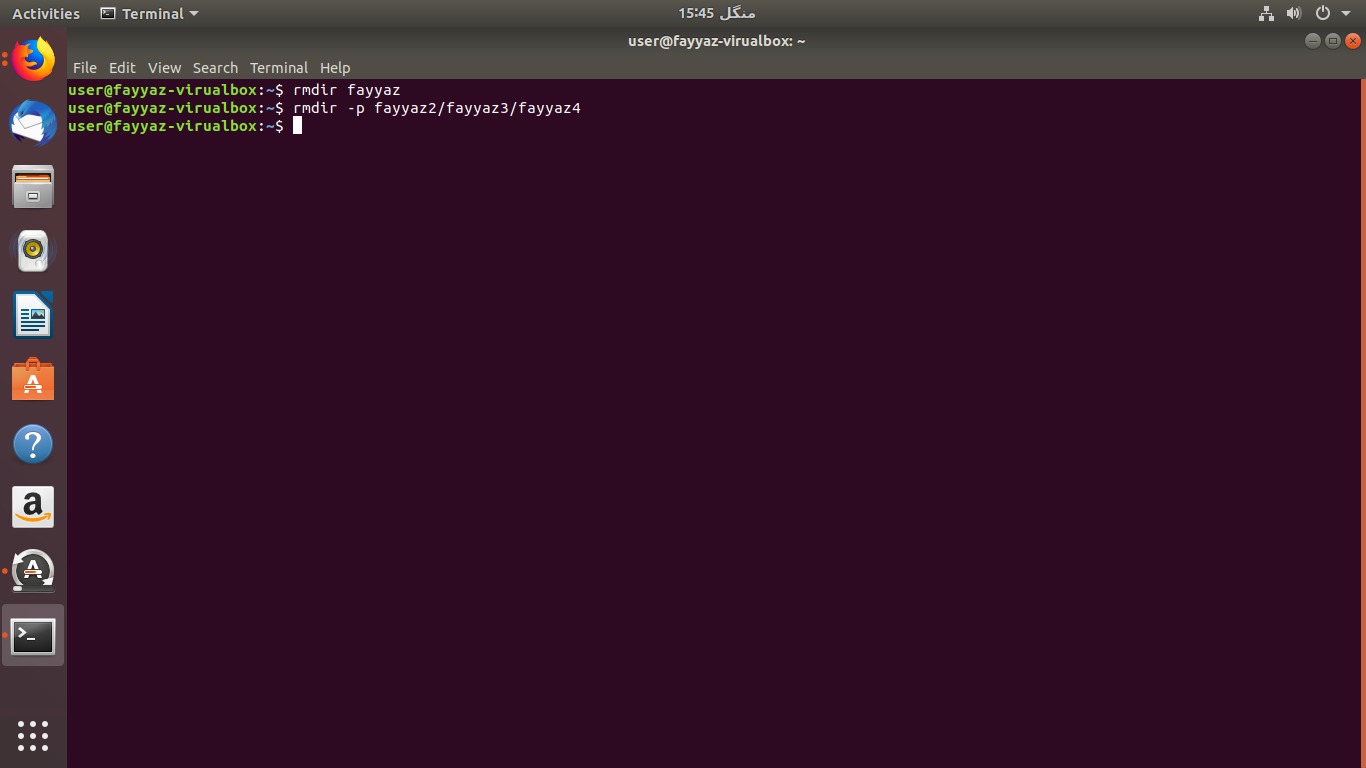 Activities Terminal 15:45 منگل
user@fayyaz-virualbox: ~
File Edit View Search Terminal Help
user@fayyaz-virualbox:~$ rmdir fayyaz
user@fayyaz-virualbox:~$ rmdir -p fayyaz2/fayyaz3/fayyaz4
user@fayyaz-virualbox:~$